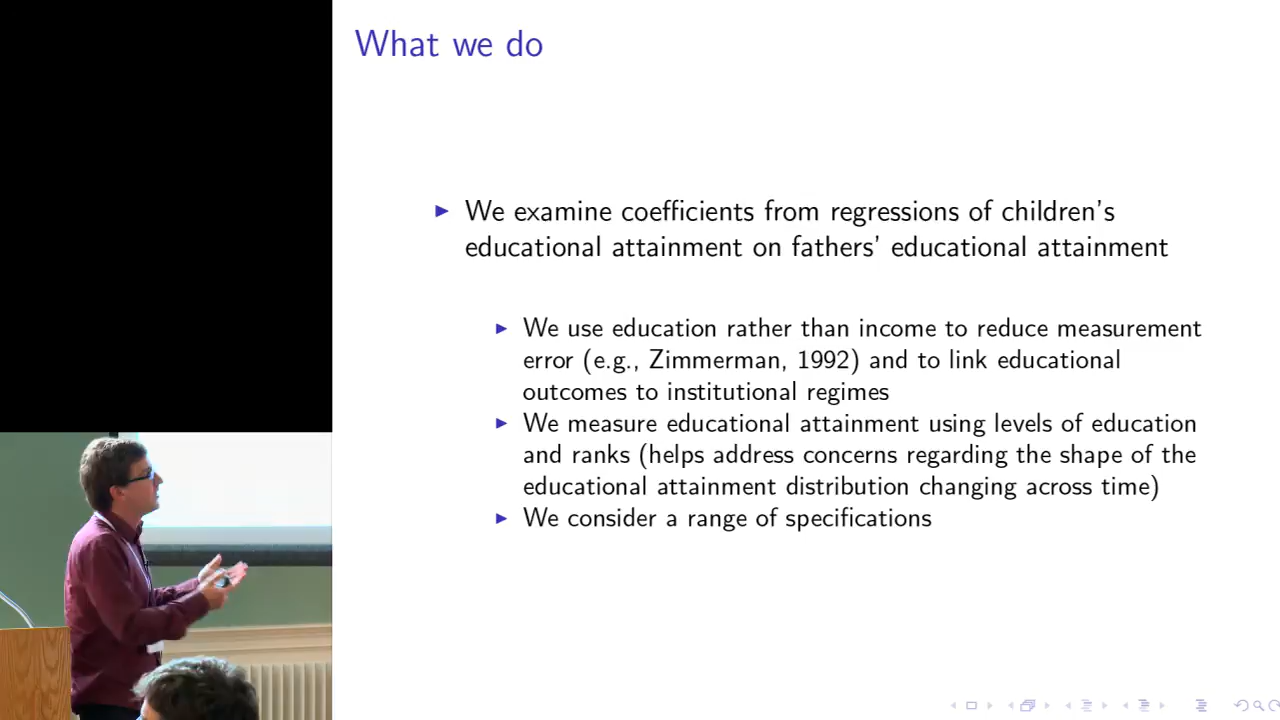 What we do
We examine coefficients from regressions of children's
educational attainment on fathers' educational attainment
We use education rather than income to reduce measurement
error (e.g., Zimmerman, 1992) and to link educational
outcomes to institutional regimes
We measure educational attainment using levels of education
and ranks (helps address concerns regarding the shape of the
educational attainment distribution changing across time)
We consider a range of specifications